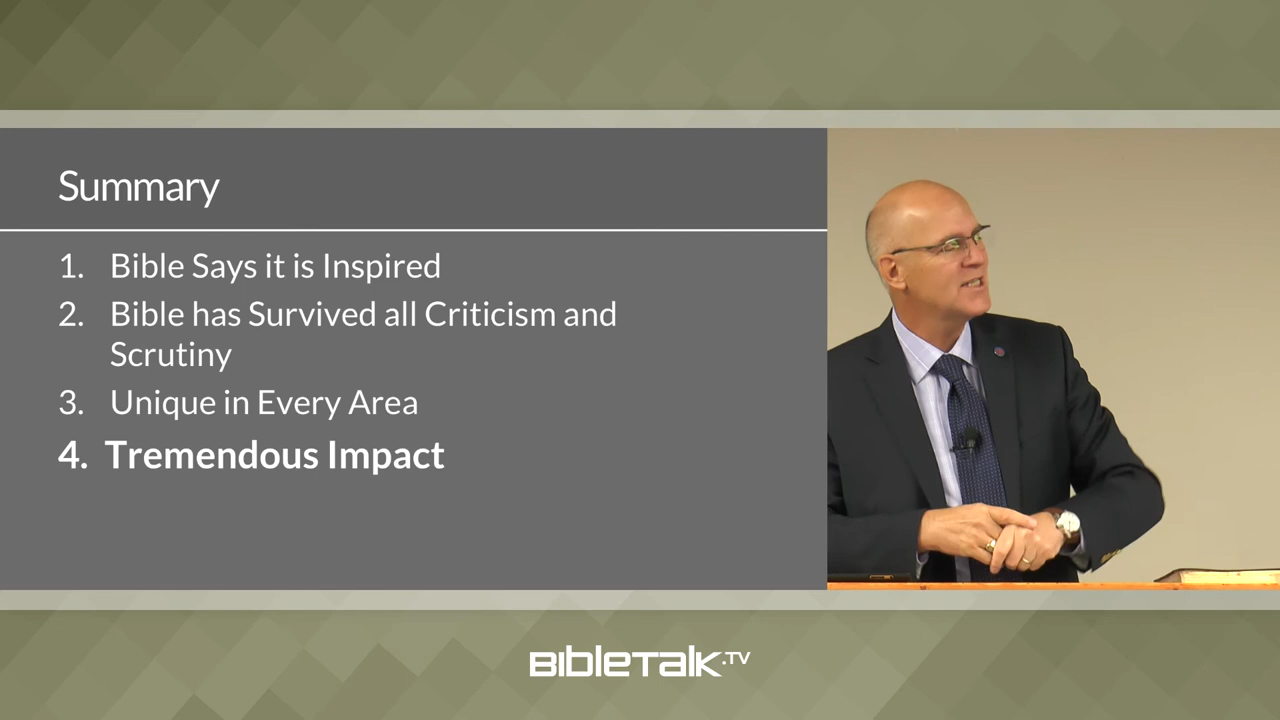 Summary
1. Bible Says it is Inspired
2. Bible has Survived all Criticism and
Scrutiny
3. Unique in Every Area
4. Tremendous Impact
BibleTalk.TV